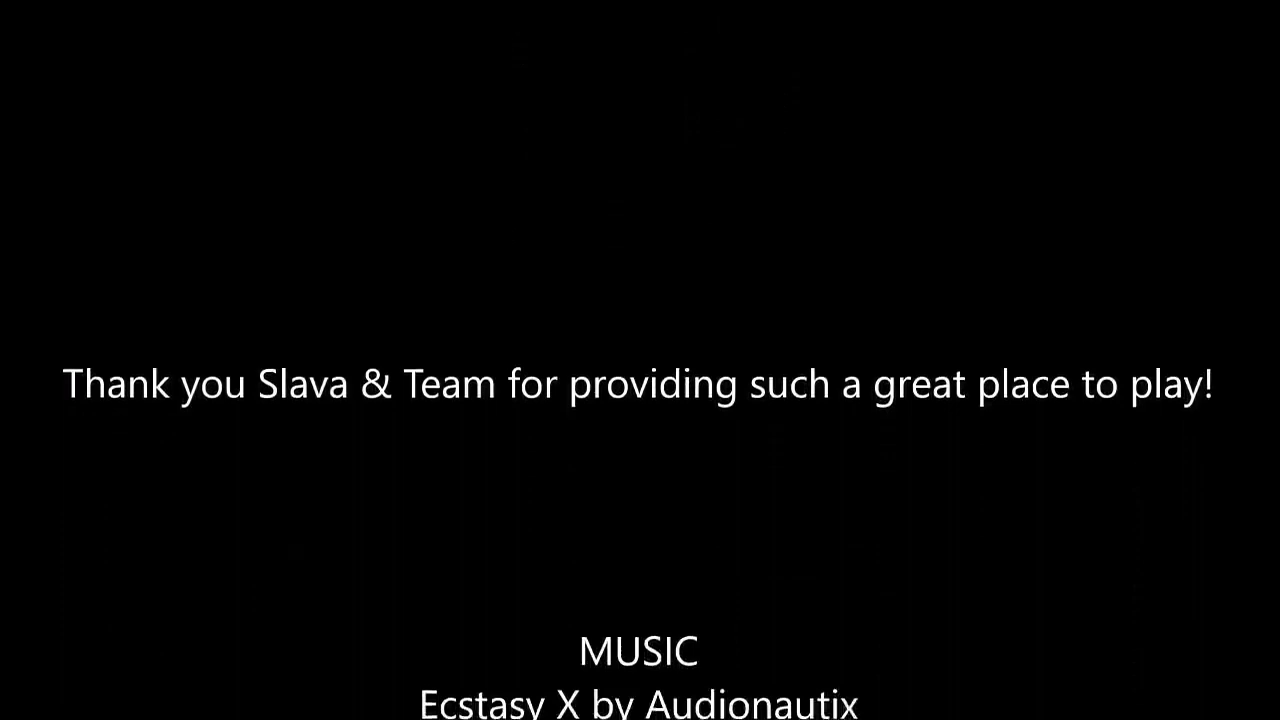 Thank you Slava & Team for providing such a great place to play!
MUSIC
Ecstasy X by Audionautix